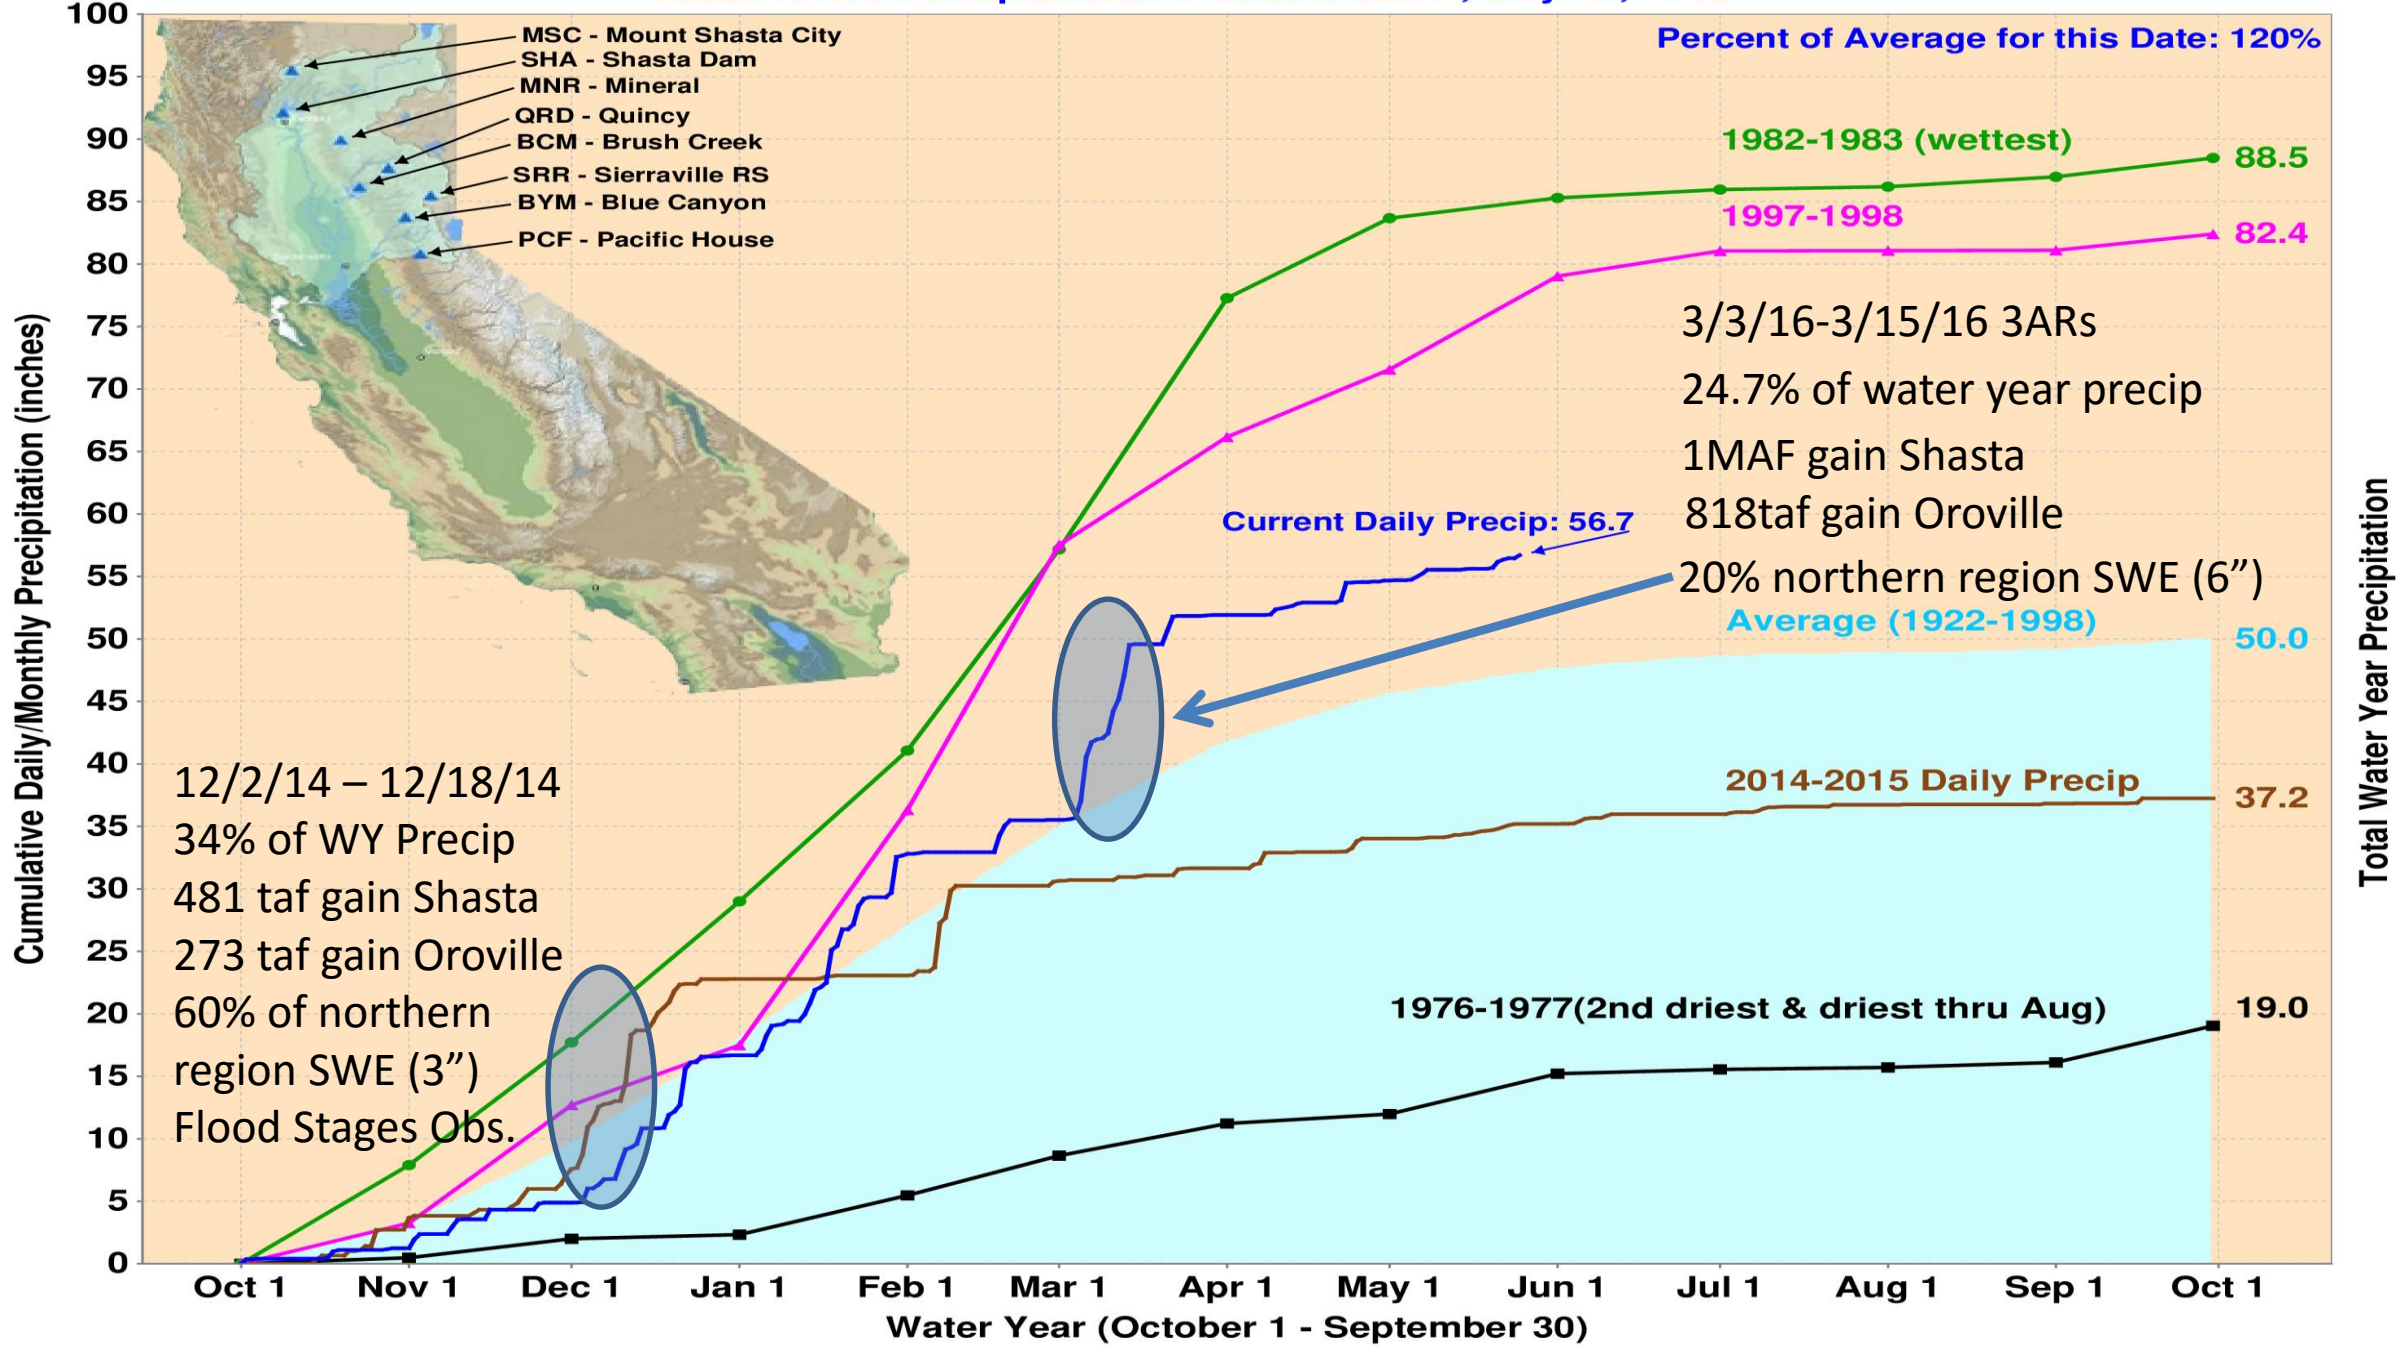 Percent of Average for this Date: 120%
MSC - Mount Shasta City
SHA - Shasta Dam
MNR - Mineral
QRD - Quincy
BCM - Brush Creek
SRR - Sierraville RS
BYM - Blue Canyon
PCF - Pacific House
1982-1983 (wettest)
88.5
1997-1998
82.4
3/3/16-3/15/16 3ARs
24.7% of water year precip
1MAF gain Shasta
818taf gain Oroville
20% northern region SWE (6”)
Current Daily Precip: 56.7
Average (1922-1998)
50.0
2014-2015 Daily Precip
37.2
1976-1977(2nd driest & driest thru Aug)
19.0
12/2/14 – 12/18/14
34% of WY Precip
481 taf gain Shasta
273 taf gain Oroville
60% of northern
region SWE (3”)
Flood Stages Obs.
Cumulative Daily/Monthly Precipitation (inches)
100
95
90
85
80
75
70
65
60
55
50
45
40
35
30
25
20
15
10
5
0
Oct 1 Nov 1 Dec 1 Jan 1 Feb 1 Mar 1 Apr 1 May 1 Jun 1 Jul 1 Aug 1 Sep 1 Oct 1
Water Year (October 1 - September 30)
Total Water Year Precipitation